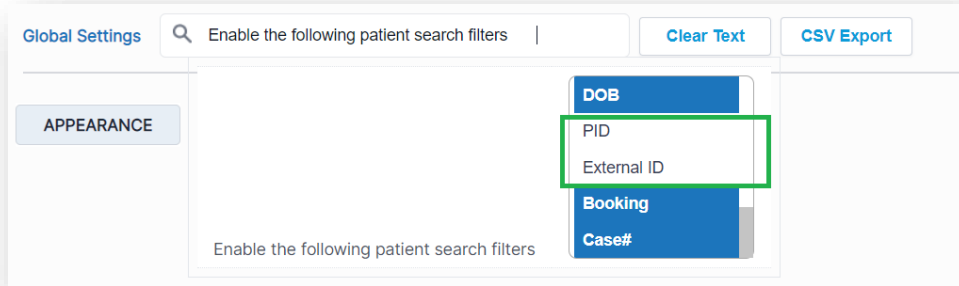 Global Settings
Enable the following patient search filters
Clear Text
CSV Export
APPEARANCE
DOB
PID
External ID
Booking
Case#
Enable the following patient search filters